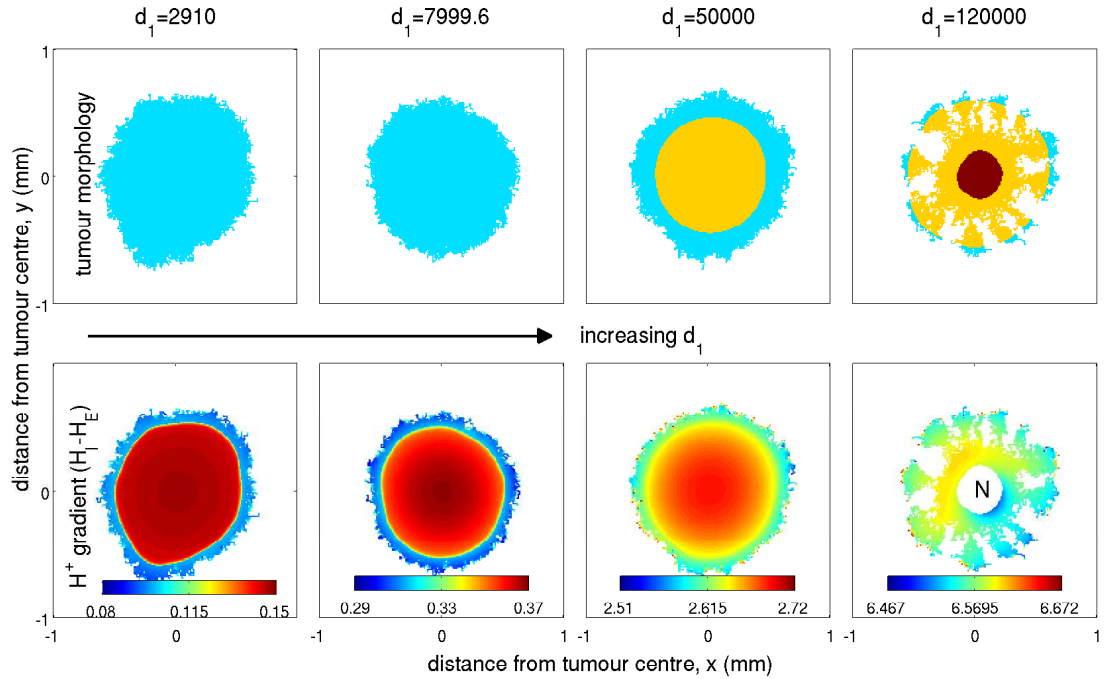 d1=2910 d1=7999.6 d1=50000 d1=120000
1
tumour morphology
-1
increasing d1
distance from tumour centre, y (mm)
H+ gradient (HI-HE)
0
-1
N
0.08 0.115 0.15
0.29 0.33 0.37
2.51 2.615 2.72
6.467 6.5695 6.672
-1 0 1 0 1 0 1 -1 0 1
distance from tumour centre, x (mm)